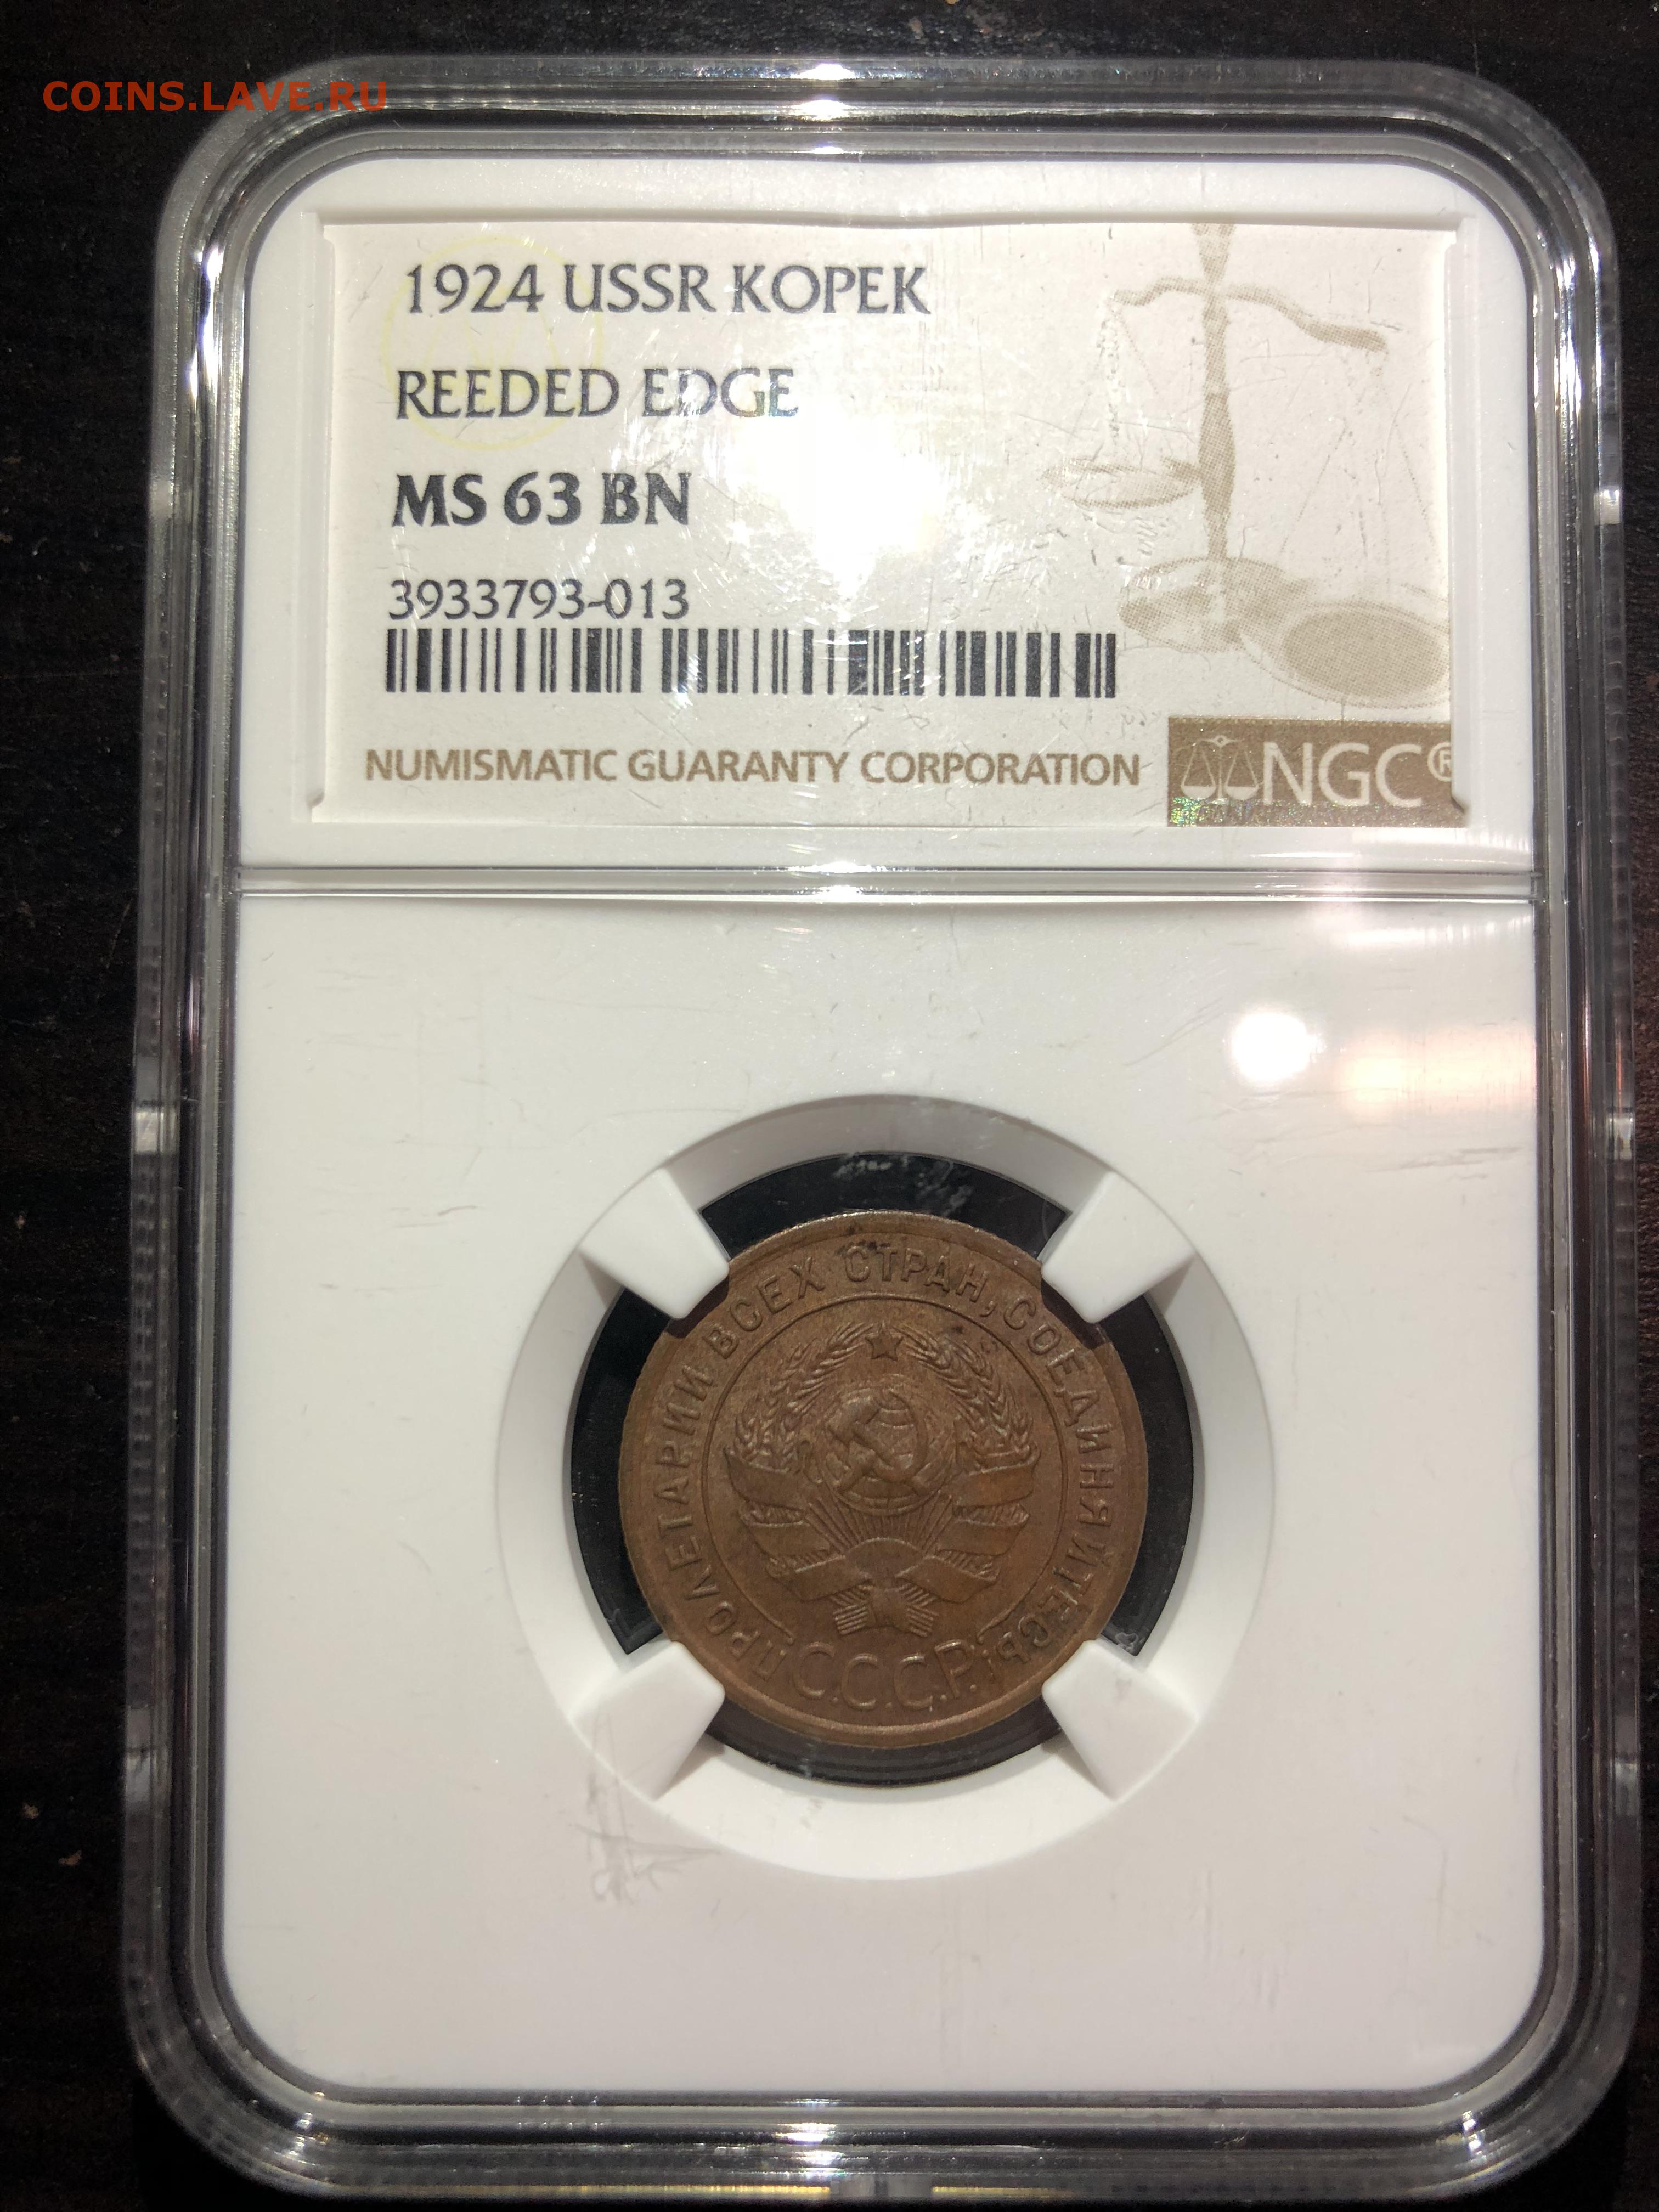 COINS.LAVE.RU
1924 USSR KOPEK
REEDED EDGE
MS 63 BN
3933793-013
NUMISMATIC GUARANTY CORPORATION
NGC®
ПРОЛЕТАРИИ ВСЕХ СТРАН, СОЕДИНЯЙТЕСЬ!
С.С.С.Р.